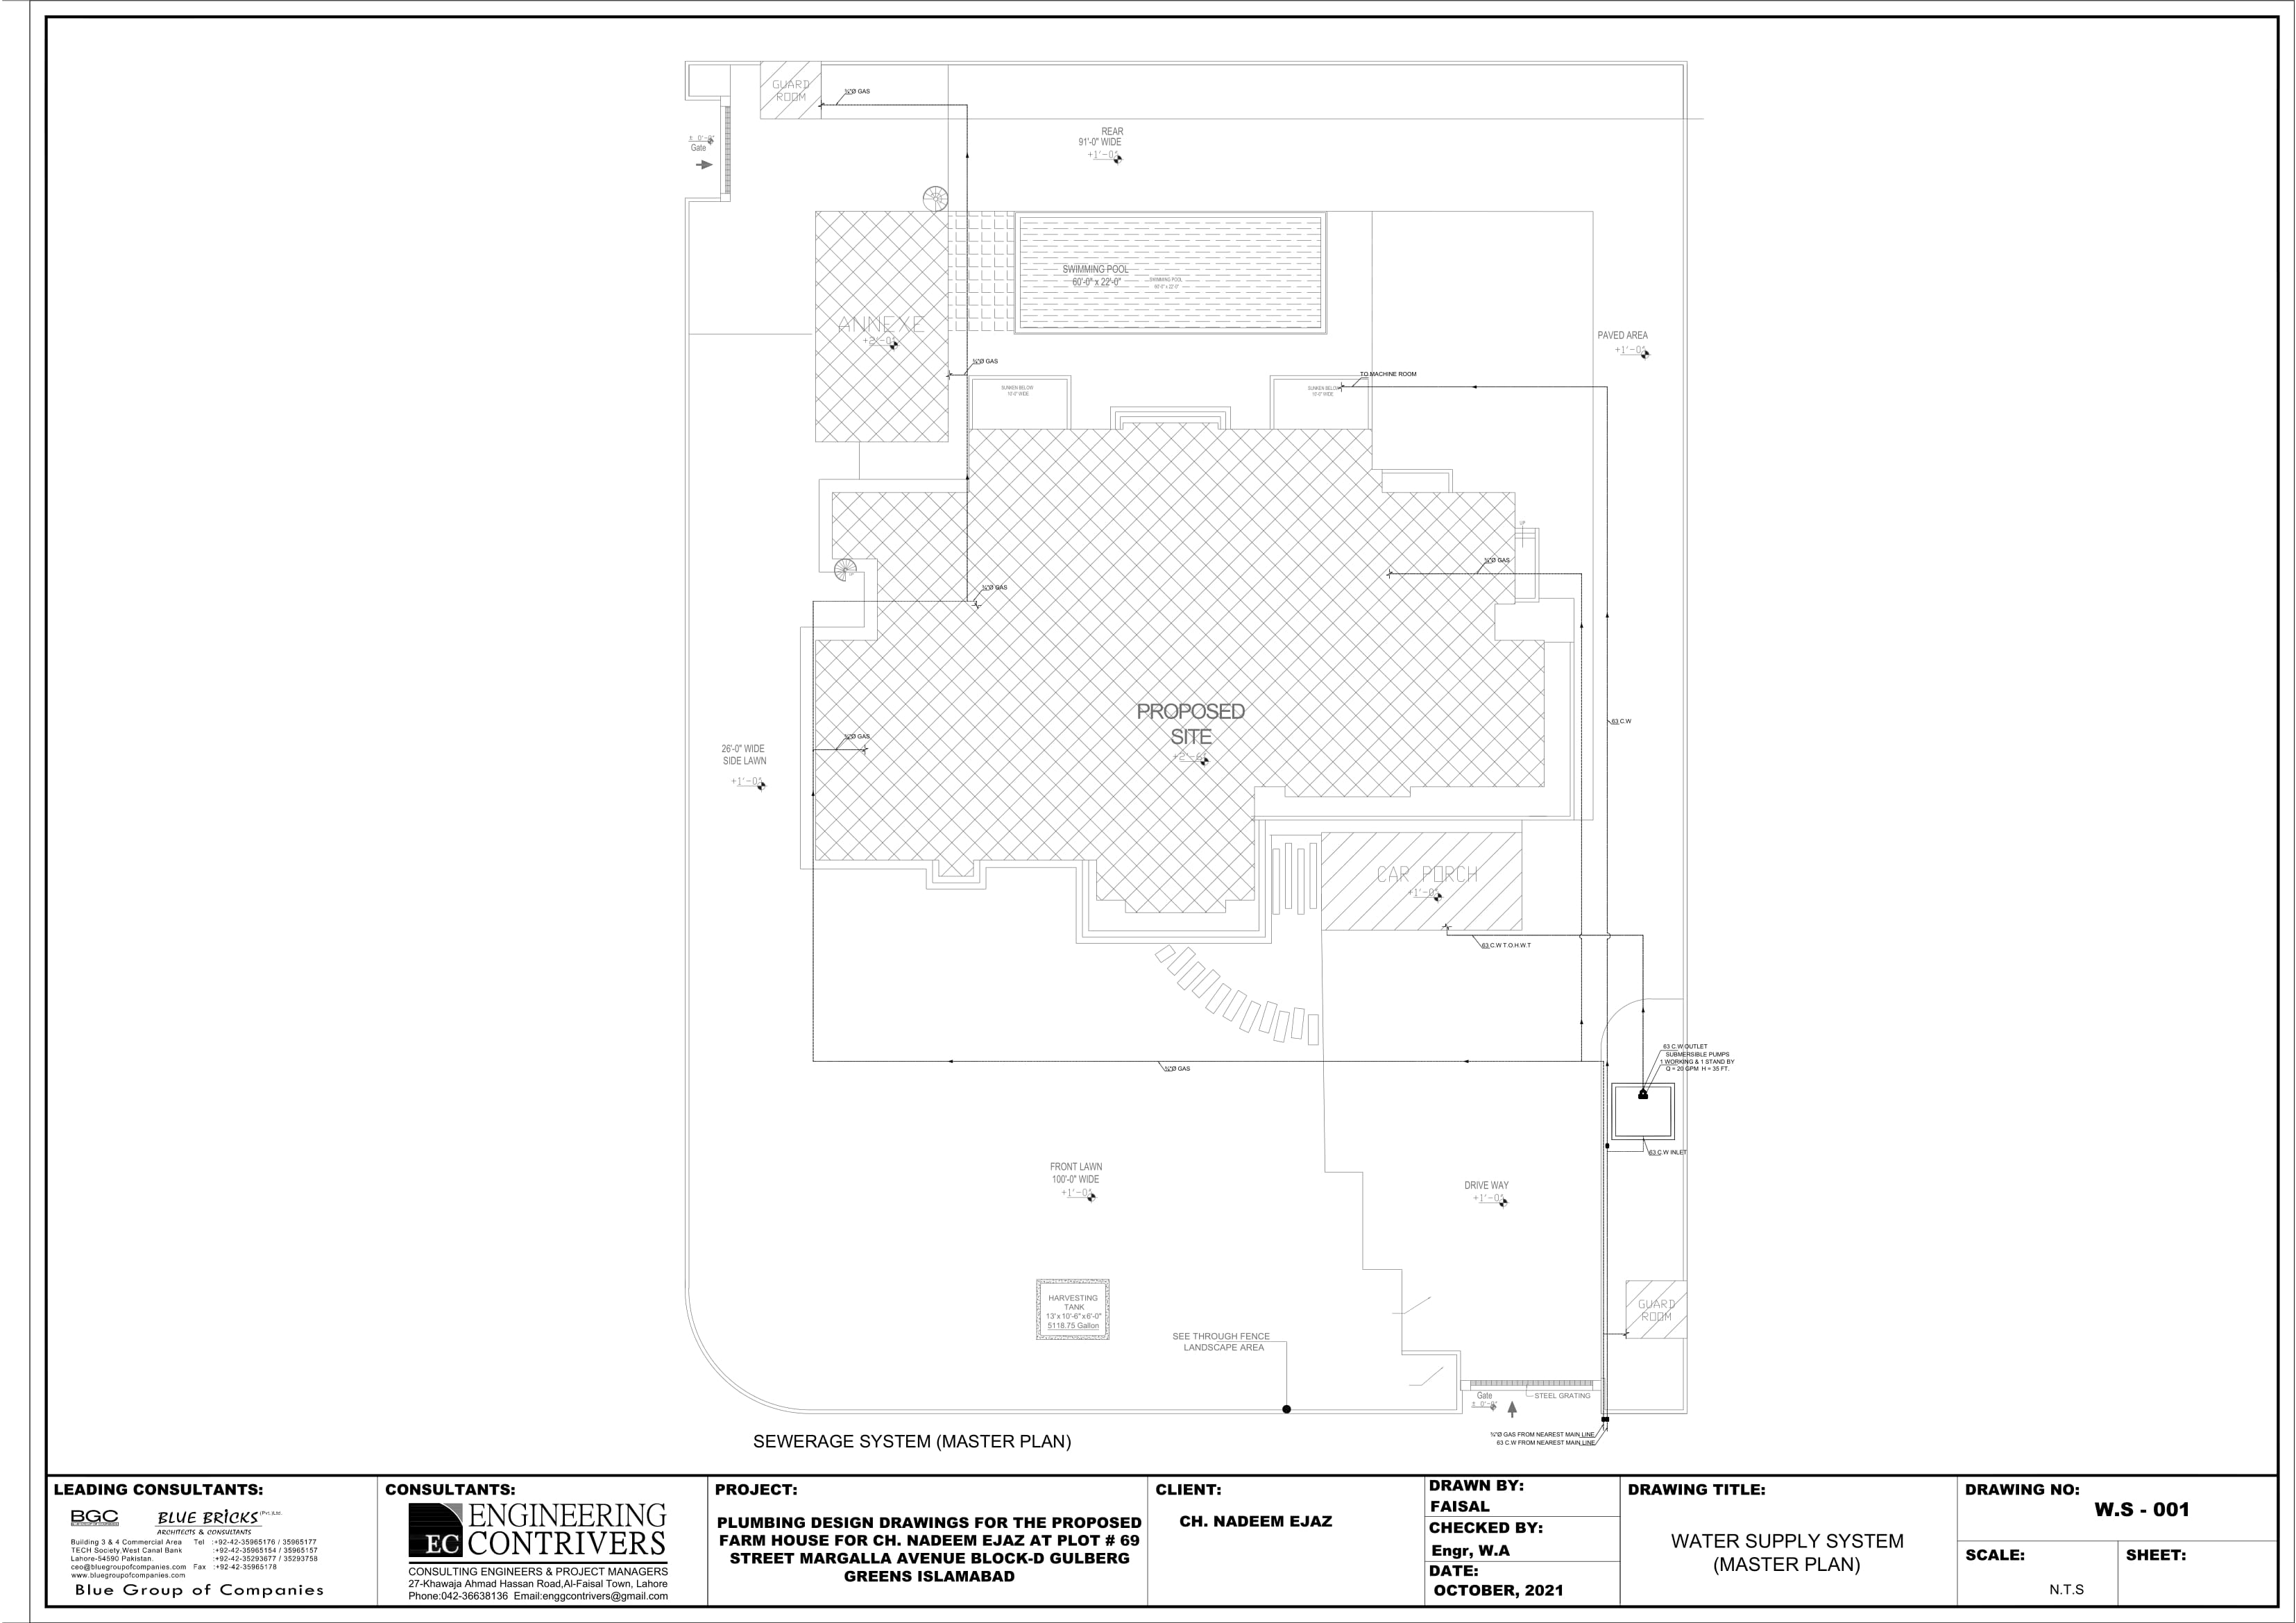 GUARD
ROOM
¾"Ø GAS
± 0'-0"
Gate
REAR
91'-0" WIDE
+1'-0"
SWIMMING POOL
60'-0" x 22'-0"
SWIMMING POOL
60'-0" x 22'-0"
ANNEXE
+2'-0"
PAVED AREA
+1'-0"
¾"Ø GAS
TO MACHINE ROOM
SUNKEN BELOW
10'-0" WIDE
SUNKEN BELOW
10'-0" WIDE
UP
¾"Ø GAS
¾"Ø GAS
PROPOSED
SITE
+2'-6"
63 C.W
¾"Ø GAS
26'-0" WIDE
SIDE LAWN
+1'-0"
CAR PORCH
+1'-0"
63 C.W T.O.H.W.T
63 C.W OUTLET
SUBMERSIBLE PUMPS
1 WORKING & 1 STAND BY
Q = 20 GPM H = 35 FT.
¾"Ø GAS
63 C.W INLET
FRONT LAWN
100'-0" WIDE
+1'-0"
DRIVE WAY
+1'-0"
HARVESTING
TANK
13'x 10'-6"x 6'-0"
5118.75 Gallon
GUARD
ROOM
SEE THROUGH FENCE
LANDSCAPE AREA
Gate
± 0'-0"
STEEL GRATING
¾"Ø GAS FROM NEAREST MAIN LINE
63 C.W FROM NEAREST MAIN LINE
SEWERAGE SYSTEM (MASTER PLAN)
LEADING CONSULTANTS:
BGC
BLUE BRICKS (Pvt.)Ltd.
ARCHITECTS & CONSULTANTS
Building 3 & 4 Commercial Area Tel :+92-42-35965176 / 35965177
TECH Society,West Canal Bank :+92-42-35965154 / 35965157
Lahore-54590 Pakistan. :+92-42-35293677 / 35293758
ceo@bluegroupofcompanies.com Fax :+92-42-35965178
www.bluegroupofcompanies.com
Blue Group of Companies
CONSULTANTS:
EC ENGINEERING
CONTRIVERS
CONSULTING ENGINEERS & PROJECT MANAGERS
27-Khawaja Ahmad Hassan Road,Al-Faisal Town, Lahore
Phone:042-36638136 Email:enggcontrivers@gmail.com
PROJECT:
PLUMBING DESIGN DRAWINGS FOR THE PROPOSED
FARM HOUSE FOR CH. NADEEM EJAZ AT PLOT # 69
STREET MARGALLA AVENUE BLOCK-D GULBERG
GREENS ISLAMABAD
CLIENT:
CH. NADEEM EJAZ
DRAWN BY:
FAISAL
CHECKED BY:
Engr, W.A
DATE:
OCTOBER, 2021
DRAWING TITLE:
WATER SUPPLY SYSTEM
(MASTER PLAN)
DRAWING NO:
W.S - 001
SCALE:
N.T.S
SHEET: